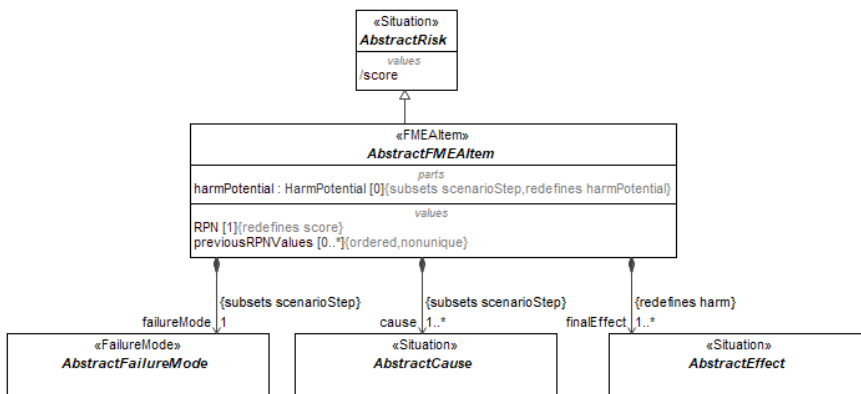 «Situation»
AbstractRisk
values
/score
«FMEAItem»
AbstractFMEAItem
parts
harmPotential : HarmPotential [0]{subsets scenarioStep,redefines harmPotential}
values
RPN [1]{redefines score}
previousRPNValues [0..*]{ordered,nonunique}
{subsets scenarioStep}
failureMode 1
{subsets scenarioStep}
cause 1..*
{redefines harm}
finalEffect 1..*
«FailureMode»
AbstractFailureMode
«Situation»
AbstractCause
«Situation»
AbstractEffect